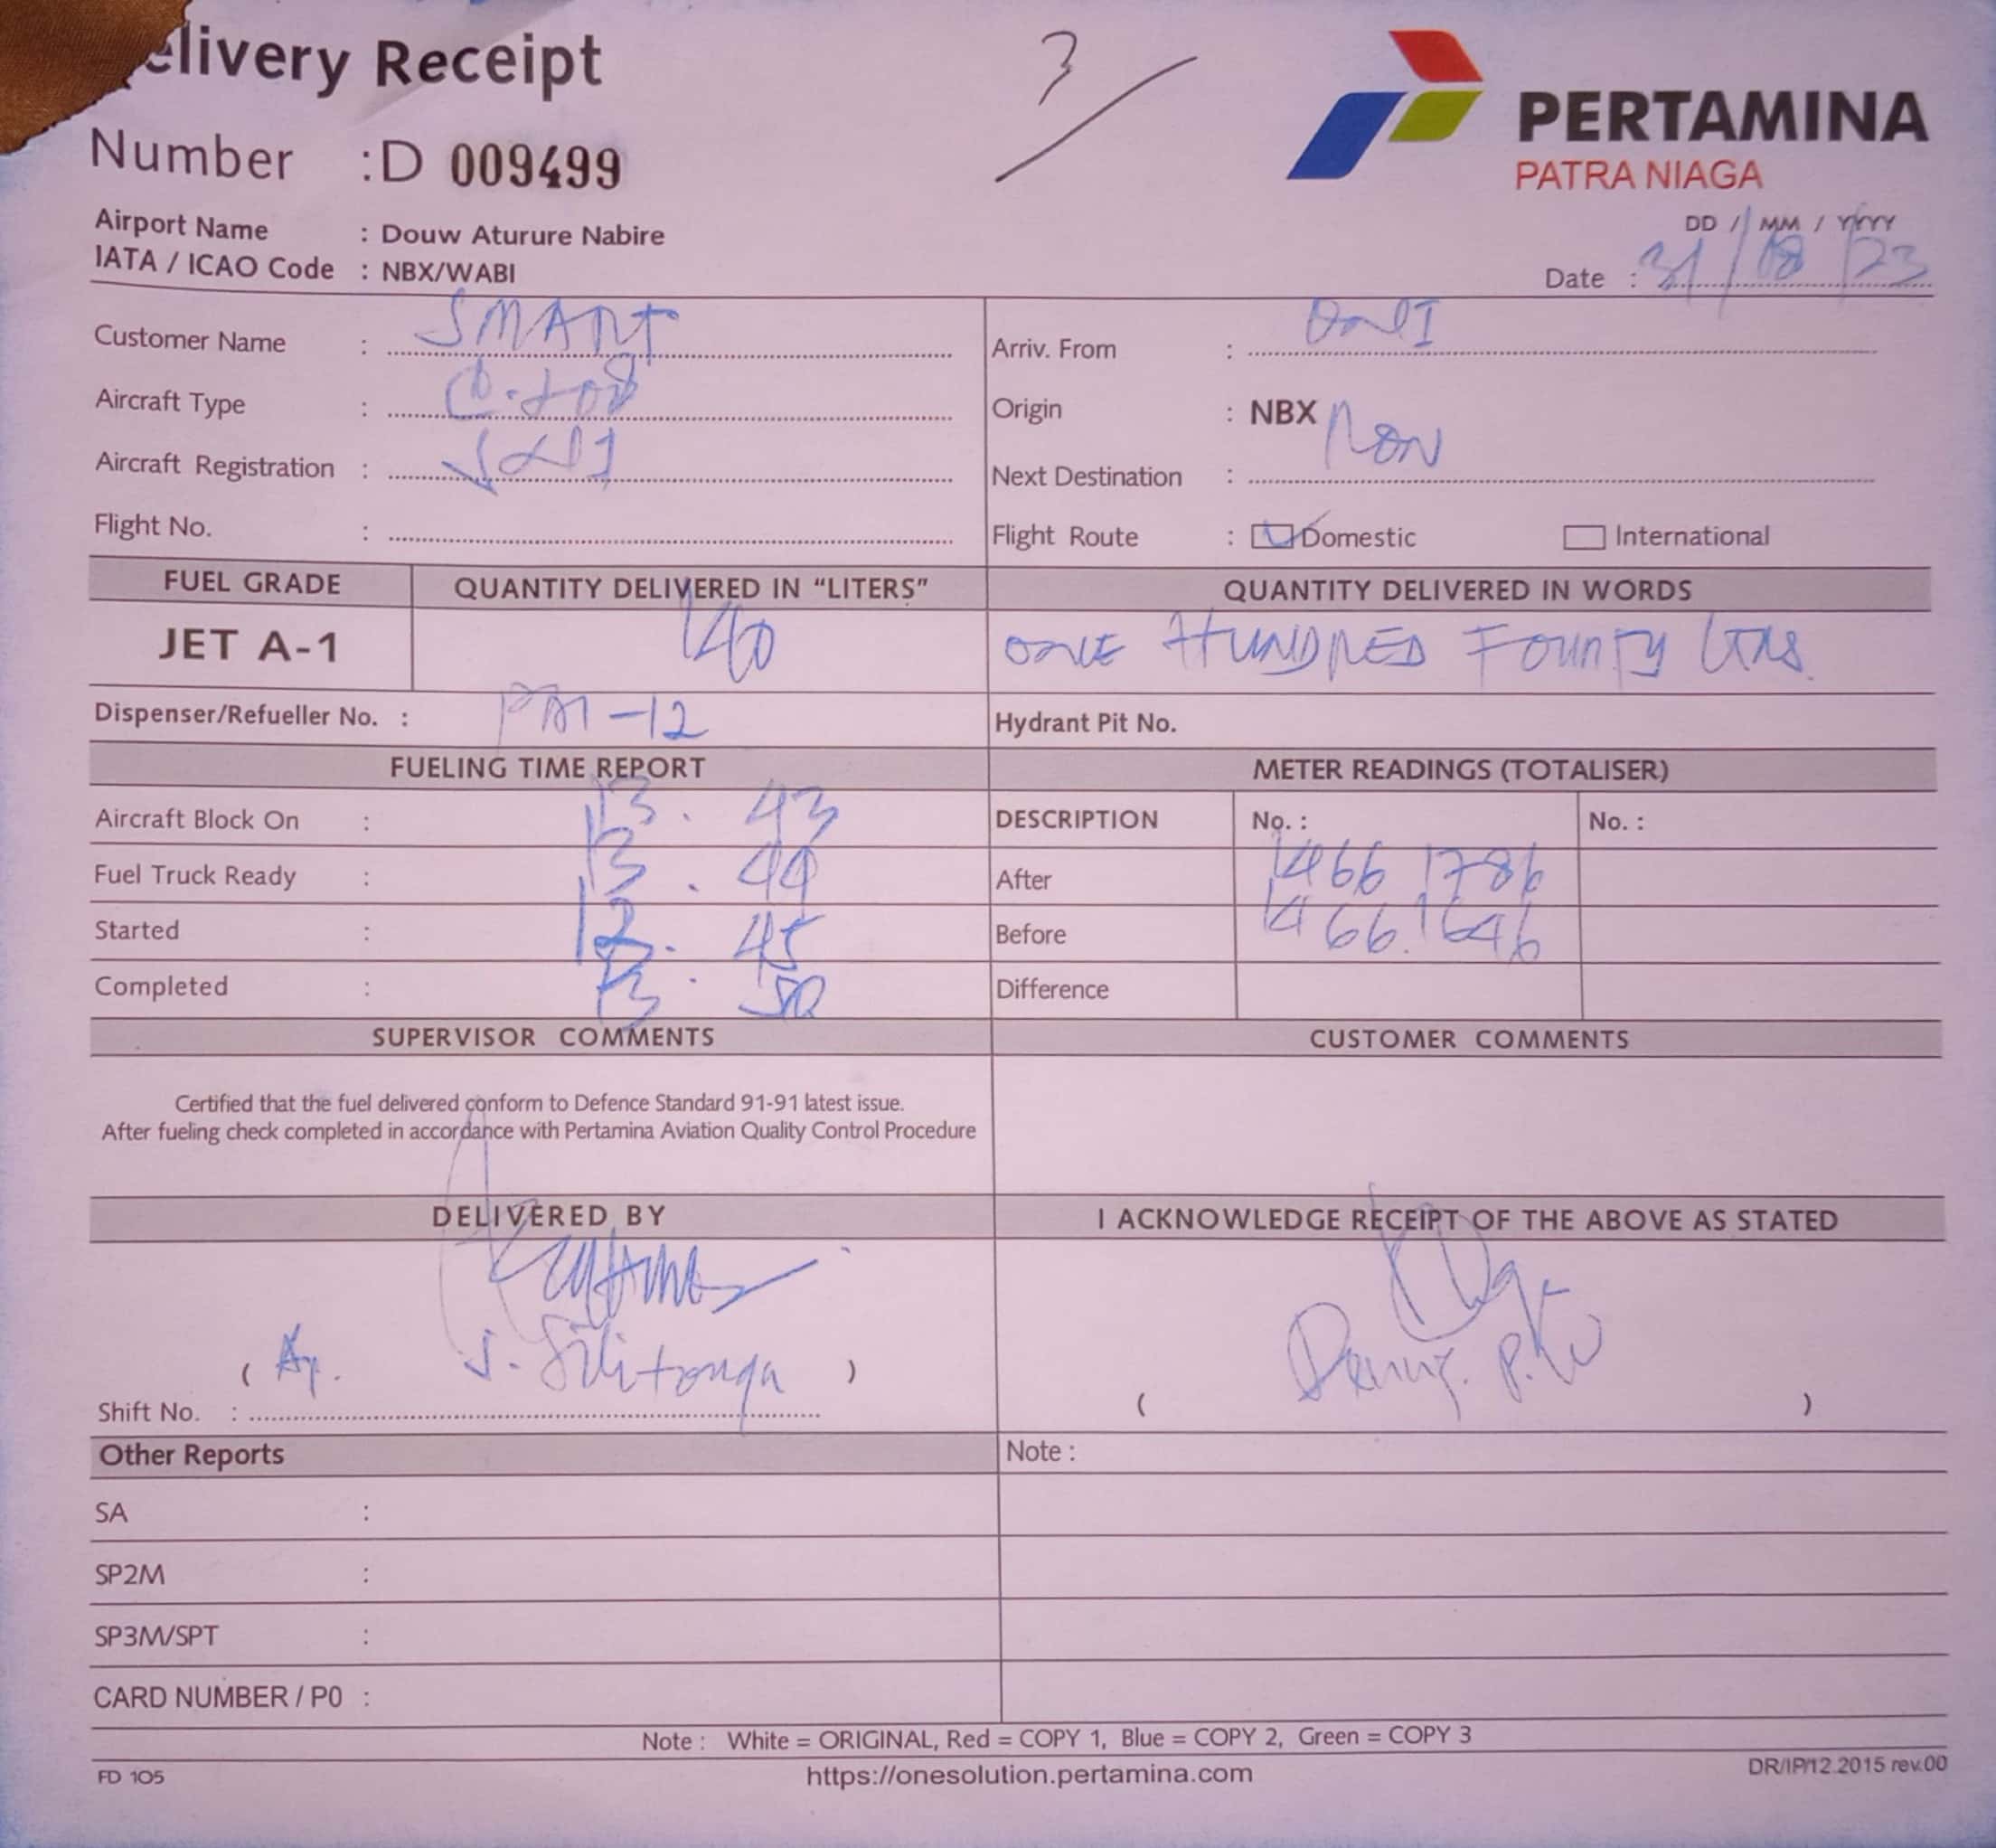 elivery Receipt
3
PERTAMINA
PATRA NIAGA
Number :D 009499
Airport Name : Douw Aturure Nabire
IATA / ICAO Code : NBX/WABI
DD / MM / YYYY
Date : 31/08/23
Customer Name : SMART
Arriv. From :
Aircraft Type :
Origin : NBX
Aircraft Registration :
Next Destination :
Flight No. :
Flight Route : Domestic International
FUEL GRADE QUANTITY DELIVERED IN “LITERS” QUANTITY DELIVERED IN WORDS
JET A-1 140 ONE HUNDRED FOURTY LTRS
Dispenser/Refueller No. : -12
Hydrant Pit No.
FUELING TIME REPORT METER READINGS (TOTALISER)
Aircraft Block On : 13. 43
DESCRIPTION No. : No. :
Fuel Truck Ready : 13. 44
After 1466 1786
Started : 45
Before 1466.1646
Completed : 13. 50
Difference
SUPERVISOR COMMENTS CUSTOMER COMMENTS
Certified that the fuel delivered conform to Defence Standard 91-91 latest issue.
After fueling check completed in accordance with Pertamina Aviation Quality Control Procedure
DELIVERED BY I ACKNOWLEDGE RECEIPT OF THE ABOVE AS STATED
( J. Silitonga )
( )
Shift No. :
Other Reports Note :
SA :
SP2M :
SP3M/SPT :
CARD NUMBER / P0 :
Note : White = ORIGINAL, Red = COPY 1, Blue = COPY 2, Green = COPY 3
FD 105 https://onesolution.pertamina.com DR/IP/12.2015 rev.00